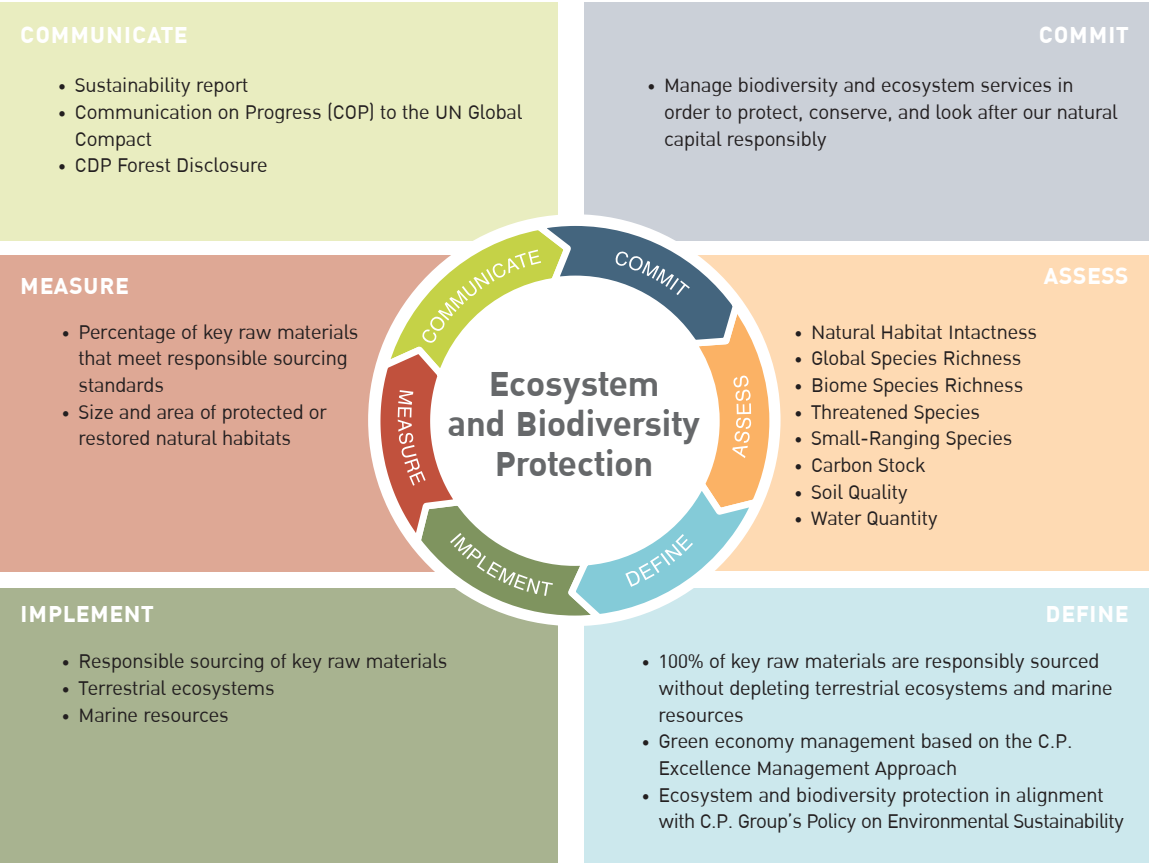 COMMUNICATE
• Sustainability report
• Communication on Progress (COP) to the UN Global
Compact
• CDP Forest Disclosure
COMMIT
• Manage biodiversity and ecosystem services in
order to protect, conserve, and look after our natural
capital responsibly
MEASURE
• Percentage of key raw materials
that meet responsible sourcing
standards
• Size and area of protected or
restored natural habitats
COMMUNICATE
COMMIT
ASSESS
DEFINE
IMPLEMENT
MEASURE
Ecosystem
and Biodiversity
Protection
ASSESS
• Natural Habitat Intactness
• Global Species Richness
• Biome Species Richness
• Threatened Species
• Small-Ranging Species
• Carbon Stock
• Soil Quality
• Water Quantity
IMPLEMENT
• Responsible sourcing of key raw materials
• Terrestrial ecosystems
• Marine resources
DEFINE
• 100% of key raw materials are responsibly sourced
without depleting terrestrial ecosystems and marine
resources
• Green economy management based on the C.P.
Excellence Management Approach
• Ecosystem and biodiversity protection in alignment
with C.P. Group's Policy on Environmental Sustainability